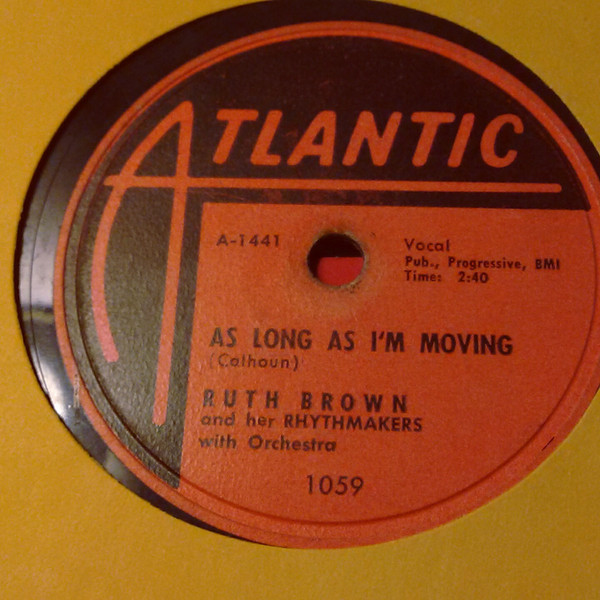 ATLANTIC
A-1441
Vocal
Pub., Progressive, BMI
Time: 2:40
AS LONG AS I'M MOVING
(Calhoun)
RUTH BROWN
and her RHYTHMAKERS
with Orchestra
1059